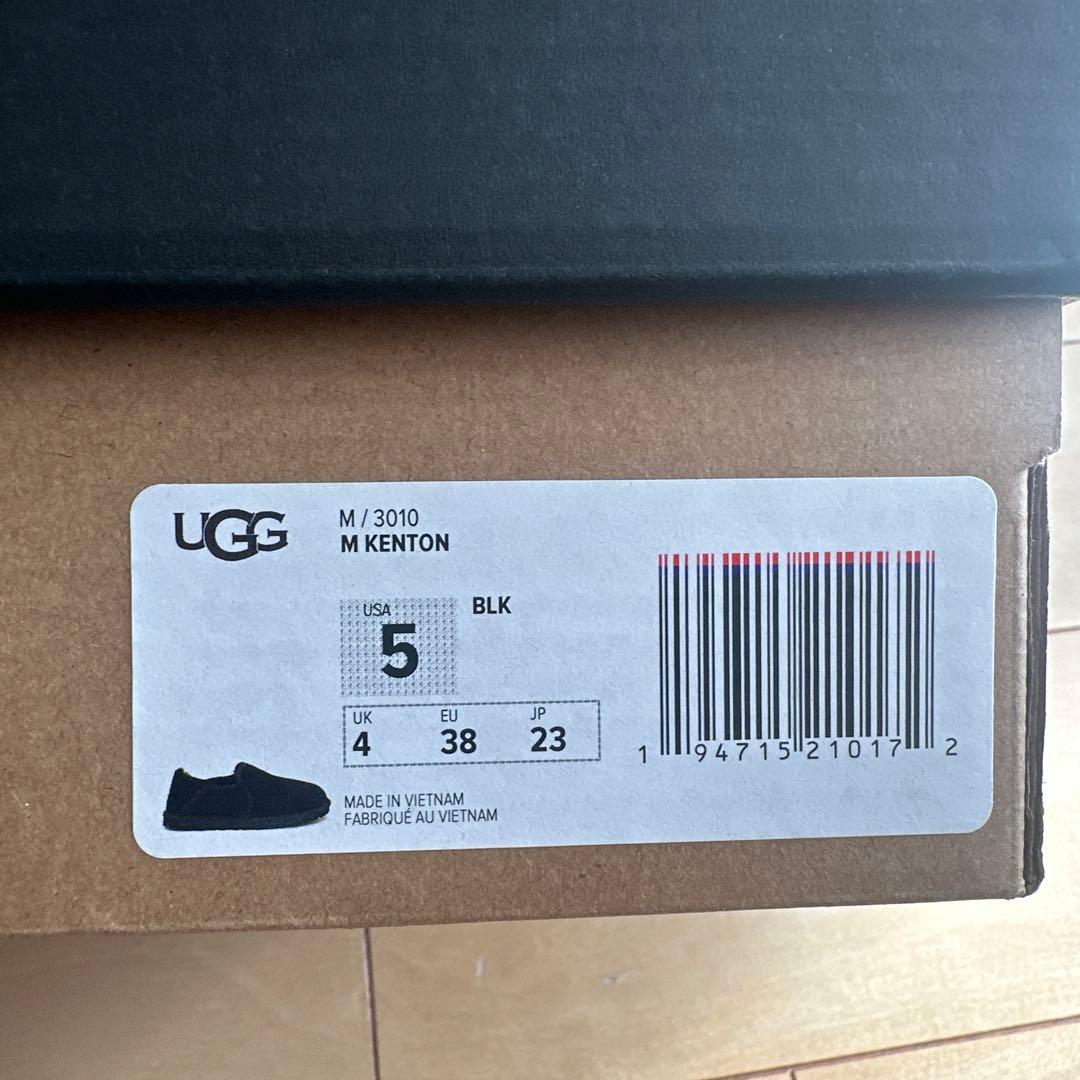 UGG
M / 3010
M KENTON
USA
5
BLK
UK EU JP
4 38 23
MADE IN VIETNAM
FABRIQUÉ AU VIETNAM
1 94715 21017 2